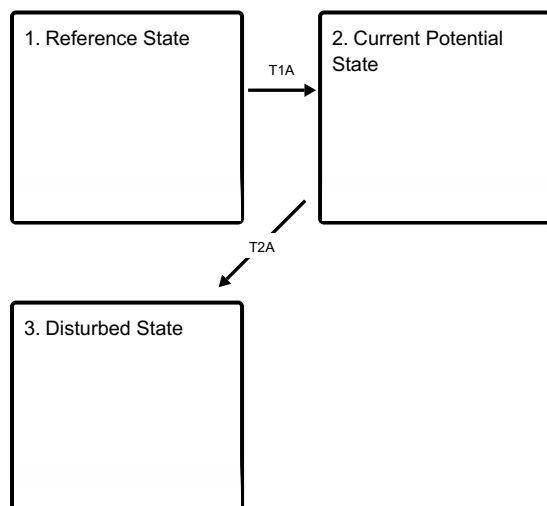 1. Reference State
2. Current Potential
State
T1A
T2A
3. Disturbed State